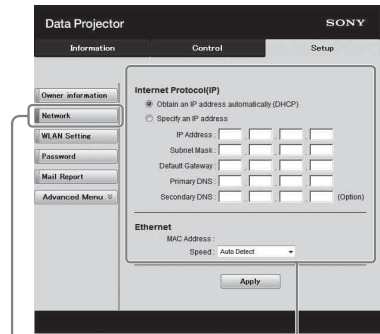 Data Projector
SONY
Information
Control
Setup
Owner information
Network
WLAN Setting
Password
Mail Report
Advanced Menu
Internet Protocol(IP)
Obtain an IP address automatically (DHCP)
Specify an IP address
IP Address :
Subnet Mask :
Default Gateway :
Primary DNS :
Secondary DNS :
(Option)
Ethernet
MAC Address :
Speed : Auto Detect
Apply